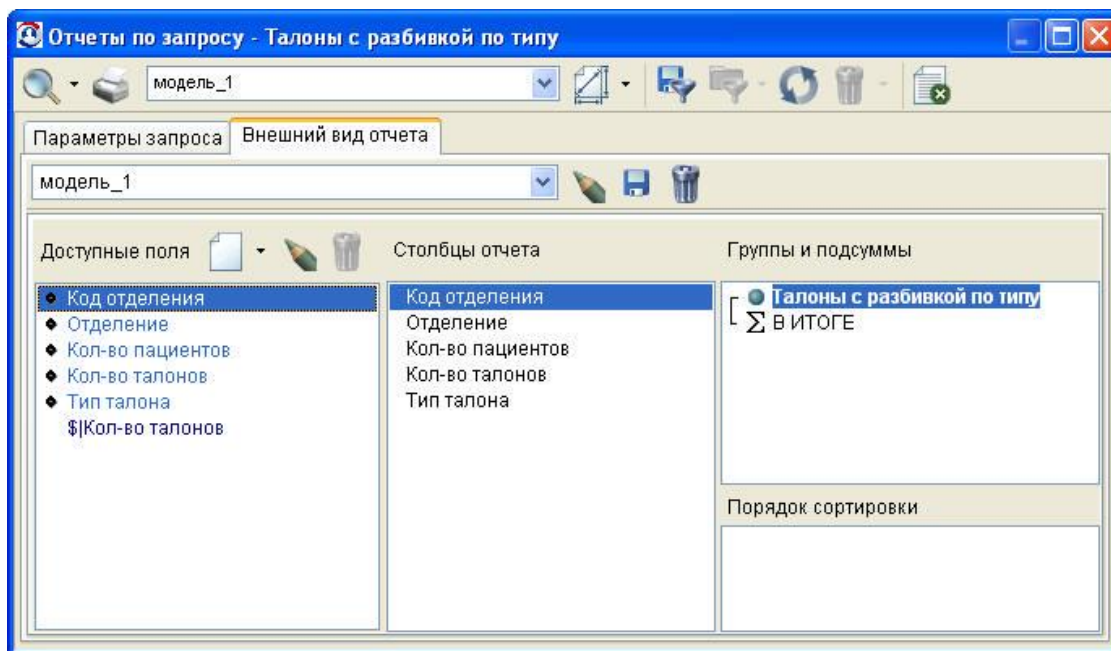 Отчеты по запросу - Талоны с разбивкой по типу
модель_1
Параметры запроса
Внешний вид отчета
модель_1
Доступные поля
Код отделения
Отделение
Кол-во пациентов
Кол-во талонов
Тип талона
$|Кол-во талонов
Столбцы отчета
Код отделения
Отделение
Кол-во пациентов
Кол-во талонов
Тип талона
Группы и подсуммы
Талоны с разбивкой по типу
Σ В ИТОГЕ
Порядок сортировки